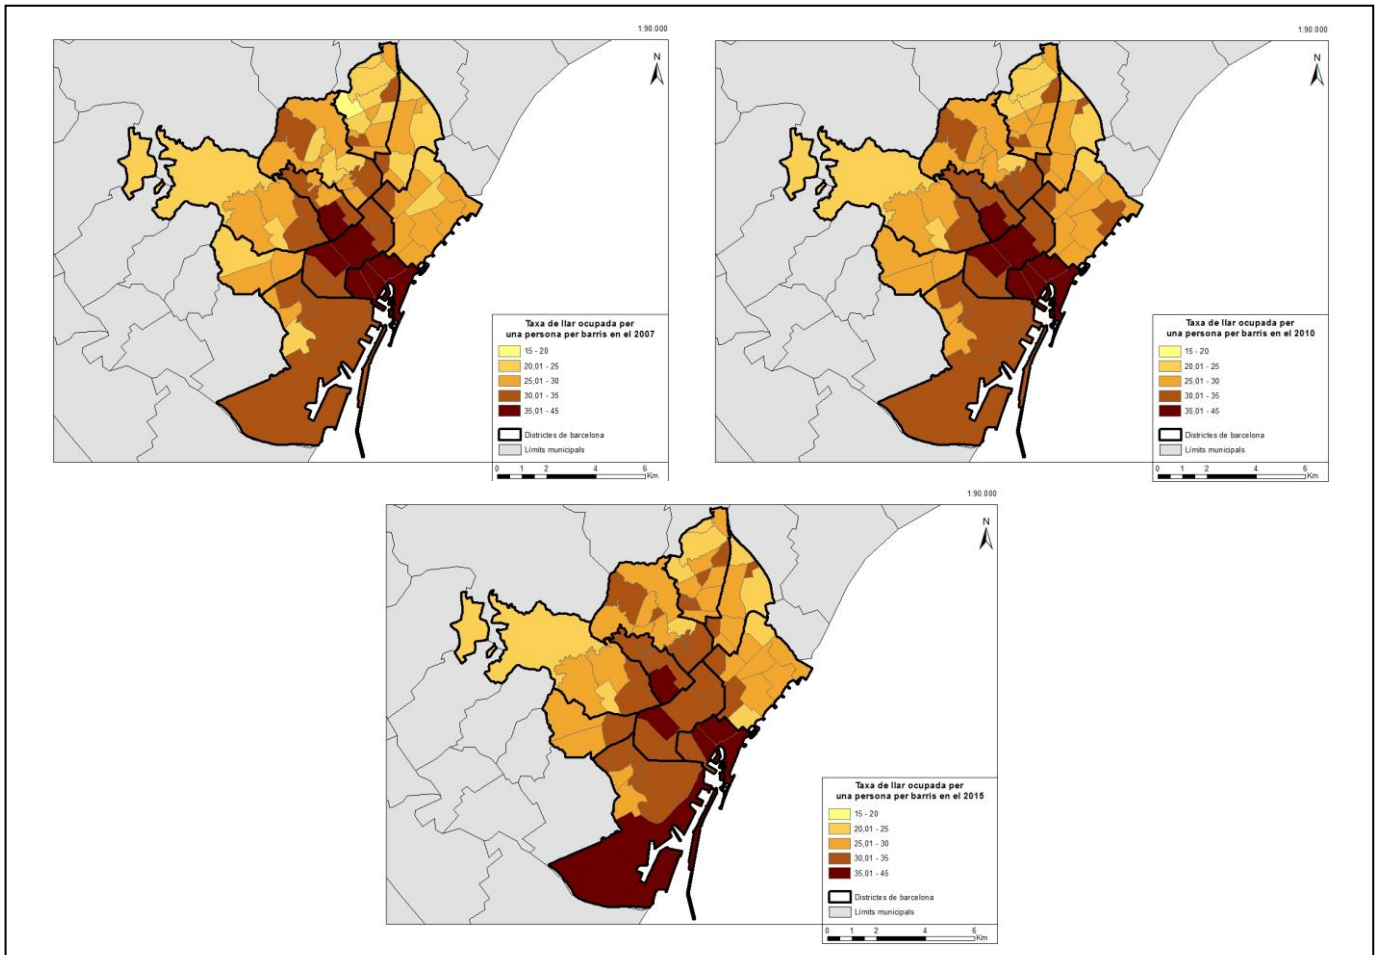 1:90.000
N
Taxa de llar ocupada per
una persona per barris en el 2007
15 - 20
20,01 - 25
25,01 - 30
30,01 - 35
35,01 - 45
Districtes de barcelona
Límits municipals
0 1 2 4 6
Km
1:90.000
N
Taxa de llar ocupada per
una persona per barris en el 2010
15 - 20
20,01 - 25
25,01 - 30
30,01 - 35
35,01 - 45
Districtes de barcelona
Límits municipals
0 1 2 4 6
Km
1:90.000
N
Taxa de llar ocupada per
una persona per barris en el 2015
15 - 20
20,01 - 25
25,01 - 30
30,01 - 35
35,01 - 45
Districtes de barcelona
Límits municipals
0 1 2 4 6
Km